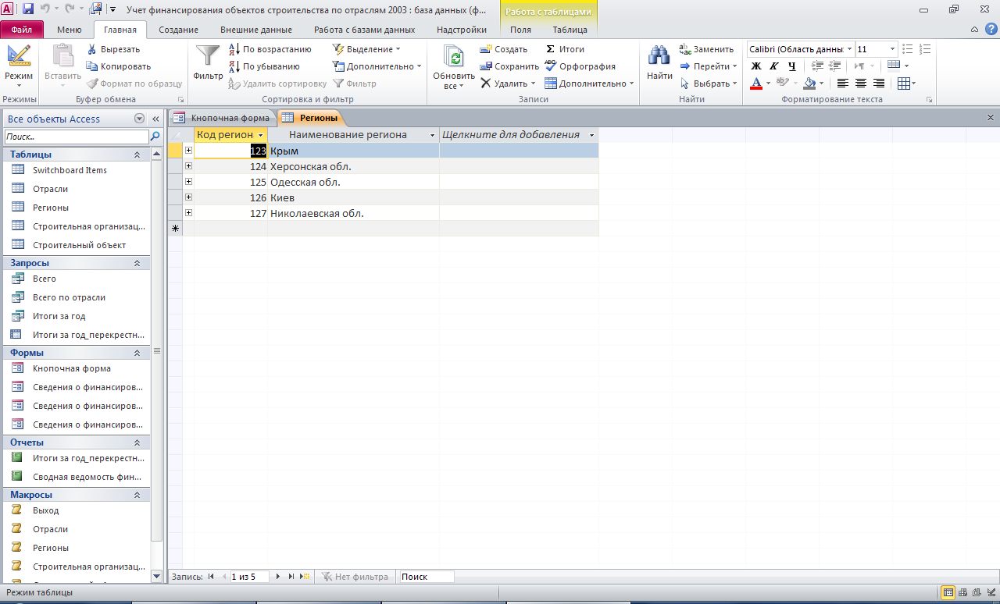 Учет финансирования объектов строительства по отраслям 2003 : база данных (ф...
Работа с таблицами
Файл Меню Главная Создание Внешние данные Работа с базами данных Надстройки Поля Таблица
Режим
Режимы
Вставить
Вырезать
Копировать
Формат по образцу
Буфер обмена
Фильтр
По возрастанию
По убыванию
Удалить сортировку
Выделение
Дополнительно
Фильтр
Сортировка и фильтр
Обновить
все
Создать
Сохранить
Удалить
Итоги
Орфография
Дополнительно
Записи
Найти
Заменить
Перейти
Выбрать
Найти
Calibri (Область данны: 11
Ж К Ч
Форматирование текста
Все объекты Access
Поиск...
Таблицы
Switchboard Items
Отрасли
Регионы
Строительная организац...
Строительный объект
Запросы
Всего
Всего по отрасли
Итоги за год
Итоги за год_перекрестн...
Формы
Кнопочная форма
Сведения о финансиров...
Сведения о финансиров...
Сведения о финансиров...
Отчеты
Итоги за год_перекрестн...
Сводная ведомость фин...
Макросы
Выход
Отрасли
Регионы
Строительная организац...
Кнопочная форма Регионы
Код регион Наименование региона Щелкните для добавления
123 Крым
124 Херсонская обл.
125 Одесская обл.
126 Киев
127 Николаевская обл.
Запись: 1 из 5 Нет фильтра Поиск
Режим таблицы